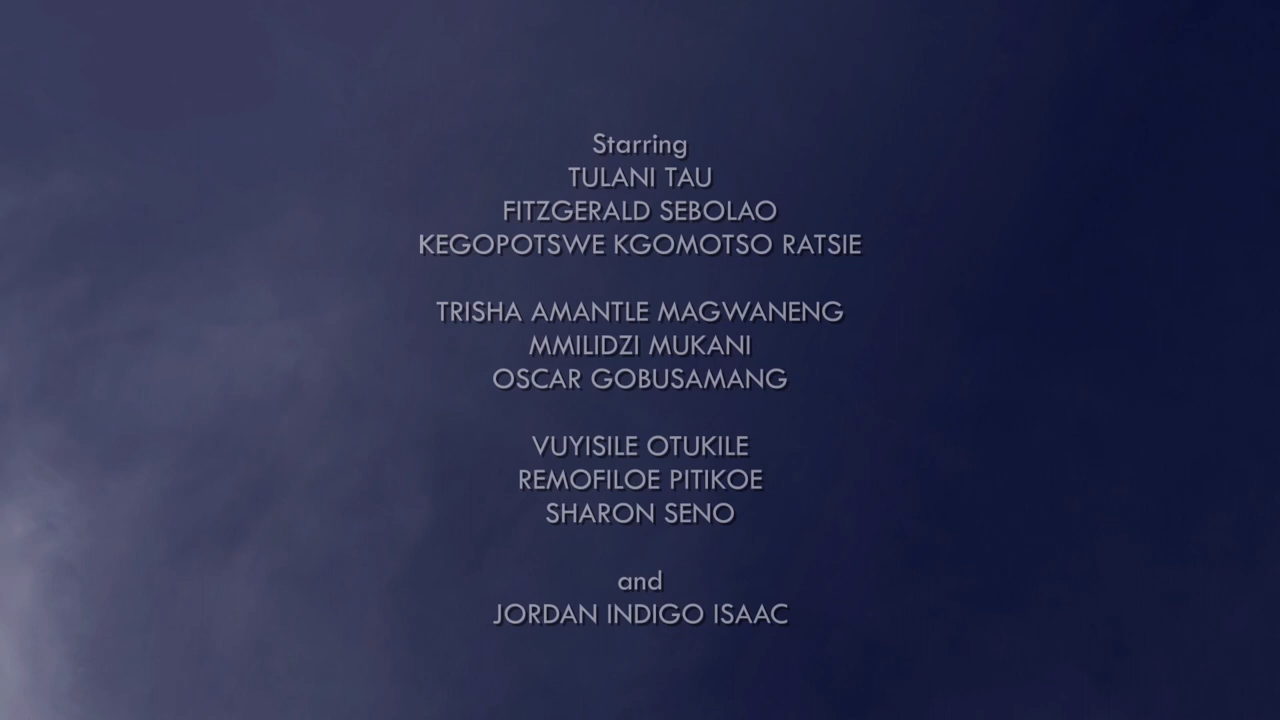 Starring
TULANI TAU
FITZGERALD SEBOLAO
KEGOPOTSWE KGOMOTSO RATSIE
TRISHA AMANTLE MAGWANENG
MMILIDZI MUKANI
OSCAR GOBUSAMANG
VUYISILE OTUKILE
REMOFILOE PITIKOE
SHARON SENO
and
JORDAN INDIGO ISAAC